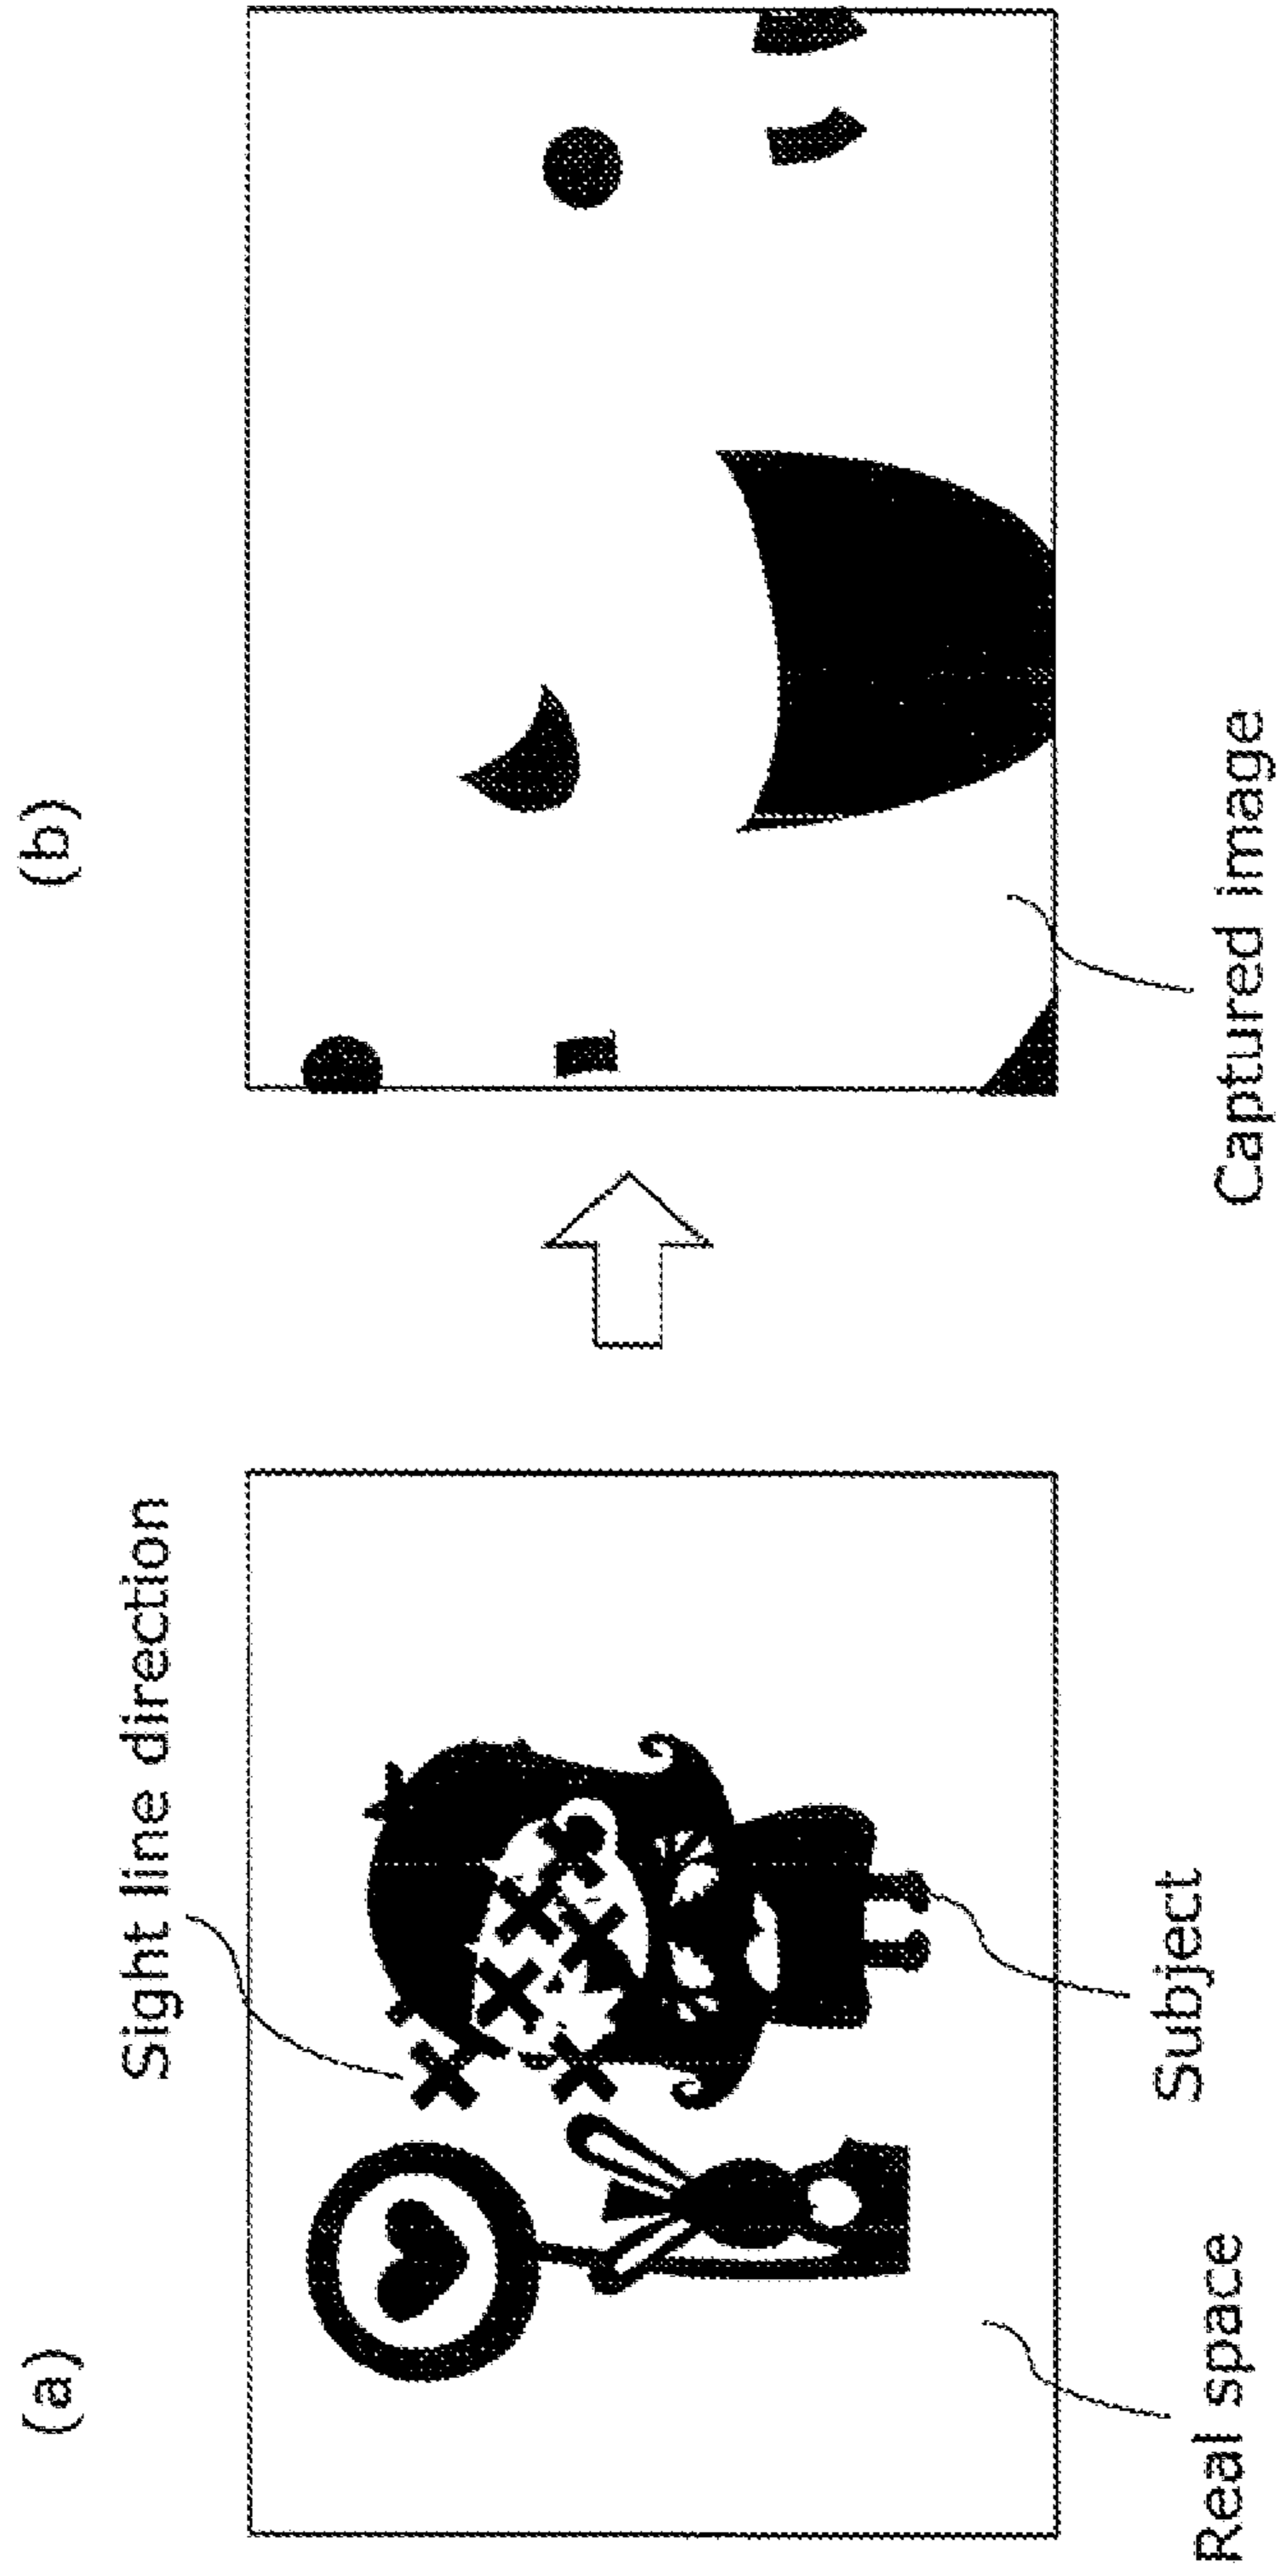 (a)
(b)
Sight line direction
Subject
Real space
Captured image